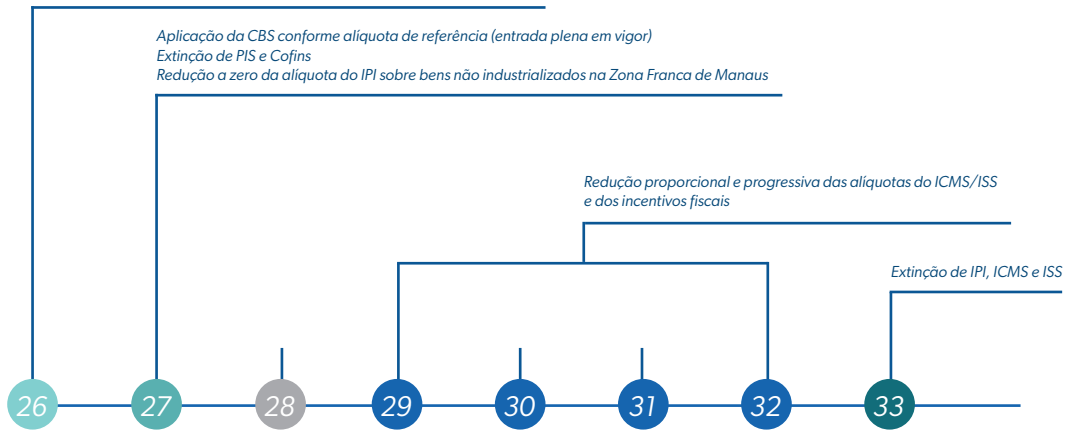 Aplicação da CBS conforme alíquota de referência (entrada plena em vigor)
Extinção de PIS e Cofins
Redução a zero da alíquota do IPI sobre bens não industrializados na Zona Franca de Manaus
Redução proporcional e progressiva das alíquotas do ICMS/ISS
e dos incentivos fiscais
Extinção de IPI, ICMS e ISS
26 27 28 29 30 31 32 33